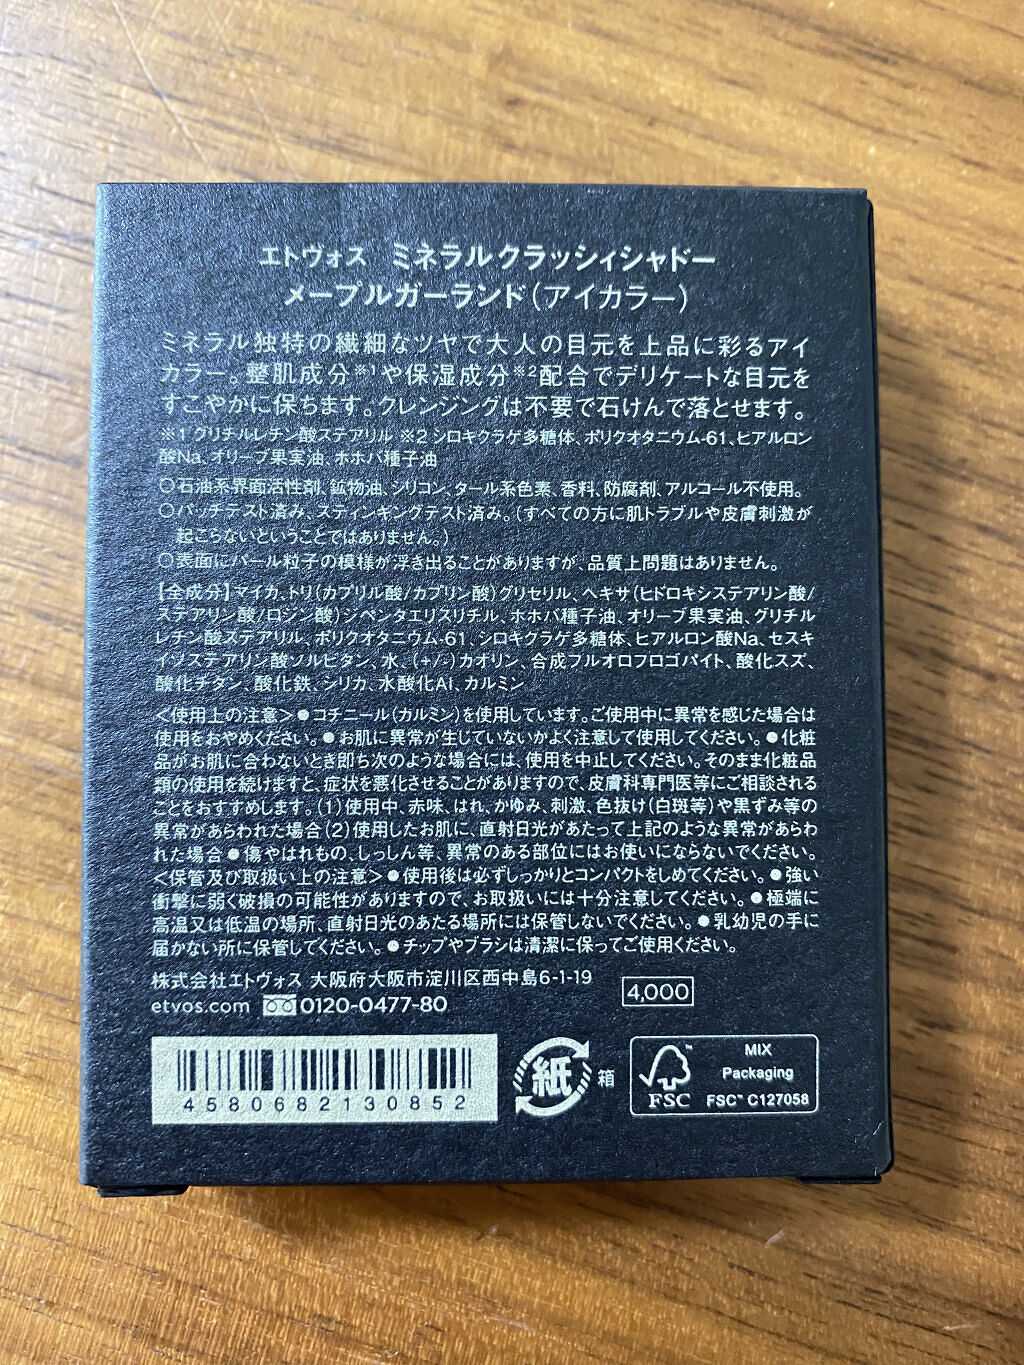 エトヴォス ミネラルクラッシィシャドー
メープルガーランド(アイカラー)
ミネラル独特の繊細なツヤで大人の目元を上品に彩るアイ
カラー。整肌成分※1や保湿成分※2配合でデリケートな目元を
すこやかに保ちます。クレンジングは不要で石けんで落とせます。
※1 グリチルレチン酸ステアリル ※2 シロキクラゲ多糖体、ポリクオタニウム-61、ヒアルロン
酸Na、オリーブ果実油、ホホバ種子油
○石油系界面活性剤、鉱物油、シリコン、タール系色素、香料、防腐剤、アルコール不使用。
○パッチテスト済み、スティンギングテスト済み。(すべての方に肌トラブルや皮膚刺激が
起こらないということではありません。)
○表面にパール粒子の模様が浮き出ることがありますが、品質上問題はありません。
【全成分】マイカ、トリ(カプリル酸/カプリン酸)グリセリル、ヘキサ(ヒドロキシステアリン酸/
ステアリン酸/ロジン酸)ジペンタエリスリチル、ホホバ種子油、オリーブ果実油、グリチル
レチン酸ステアリル、ポリクオタニウム-61、シロキクラゲ多糖体、ヒアルロン酸Na、セスキ
イソステアリン酸ソルビタン、水、(+/-)カオリン、合成フルオロフロゴパイト、酸化スズ、
酸化チタン、酸化鉄、シリカ、水酸化Al、カルミン
<使用上の注意>●コチニール(カルミン)を使用しています。ご使用中に異常を感じた場合は
使用をおやめください。●お肌に異常が生じていないかよく注意して使用してください。●化粧
品がお肌に合わないとき即ち次のような場合には、使用を中止してください。そのまま化粧品
類の使用を続けますと、症状を悪化させることがありますので、皮膚科専門医等にご相談される
ことをおすすめします。(1)使用中、赤味、はれ、かゆみ、刺激、色抜け(白斑等)や黒ずみ等の
異常があらわれた場合(2)使用したお肌に、直射日光があたって上記のような異常があらわ
れた場合●傷やはれもの、しっしん等、異常のある部位にはお使いにならないでください。
<保管及び取扱い上の注意>●使用後は必ずしっかりとコンパクトをしめてください。●強い
衝撃に弱く破損の可能性がありますので、お取扱いには十分注意してください。●極端に
高温又は低温の場所、直射日光のあたる場所には保管しないでください。●乳幼児の手に
届かない所に保管してください。●チップやブラシは清潔に保ってご使用ください。
株式会社エトヴォス 大阪府大阪市淀川区西中島6-1-19
etvos.com 0120-0477-80
4,000
4580682130852
紙 箱
FSC™
MIX
Packaging
FSC™ C127058